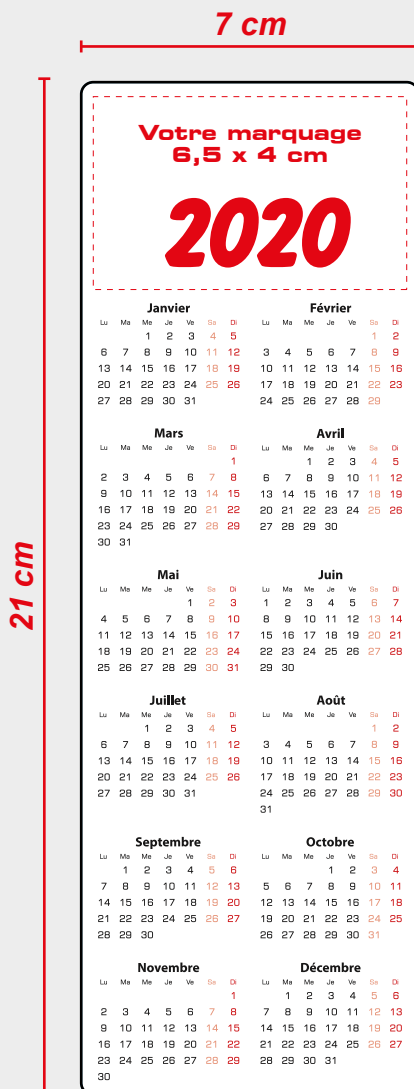 7 cm
21 cm
Votre marquage
6,5 x 4 cm
2020
Janvier
Lu Ma Me Je Ve Sa Di
1 2 3 4 5
6 7 8 9 10 11 12
13 14 15 16 17 18 19
20 21 22 23 24 25 26
27 28 29 30 31
Février
Lu Ma Me Je Ve Sa Di
1 2
3 4 5 6 7 8 9
10 11 12 13 14 15 16
17 18 19 20 21 22 23
24 25 26 27 28 29
Mars
Lu Ma Me Je Ve Sa Di
1
2 3 4 5 6 7 8
9 10 11 12 13 14 15
16 17 18 19 20 21 22
23 24 25 26 27 28 29
30 31
Avril
Lu Ma Me Je Ve Sa Di
1 2 3 4 5
6 7 8 9 10 11 12
13 14 15 16 17 18 19
20 21 22 23 24 25 26
27 28 29 30
Mai
Lu Ma Me Je Ve Sa Di
1 2 3
4 5 6 7 8 9 10
11 12 13 14 15 16 17
18 19 20 21 22 23 24
25 26 27 28 29 30 31
Juin
Lu Ma Me Je Ve Sa Di
1 2 3 4 5 6 7
8 9 10 11 12 13 14
15 16 17 18 19 20 21
22 23 24 25 26 27 28
29 30
Juillet
Lu Ma Me Je Ve Sa Di
1 2 3 4 5
6 7 8 9 10 11 12
13 14 15 16 17 18 19
20 21 22 23 24 25 26
27 28 29 30 31
Août
Lu Ma Me Je Ve Sa Di
1 2
3 4 5 6 7 8 9
10 11 12 13 14 15 16
17 18 19 20 21 22 23
24 25 26 27 28 29 30
31
Septembre
Lu Ma Me Je Ve Sa Di
1 2 3 4 5 6
7 8 9 10 11 12 13
14 15 16 17 18 19 20
21 22 23 24 25 26 27
28 29 30
Octobre
Lu Ma Me Je Ve Sa Di
1 2 3 4
5 6 7 8 9 10 11
12 13 14 15 16 17 18
19 20 21 22 23 24 25
26 27 28 29 30 31
Novembre
Lu Ma Me Je Ve Sa Di
1
2 3 4 5 6 7 8
9 10 11 12 13 14 15
16 17 18 19 20 21 22
23 24 25 26 27 28 29
30
Décembre
Lu Ma Me Je Ve Sa Di
1 2 3 4 5 6
7 8 9 10 11 12 13
14 15 16 17 18 19 20
21 22 23 24 25 26 27
28 29 30 31